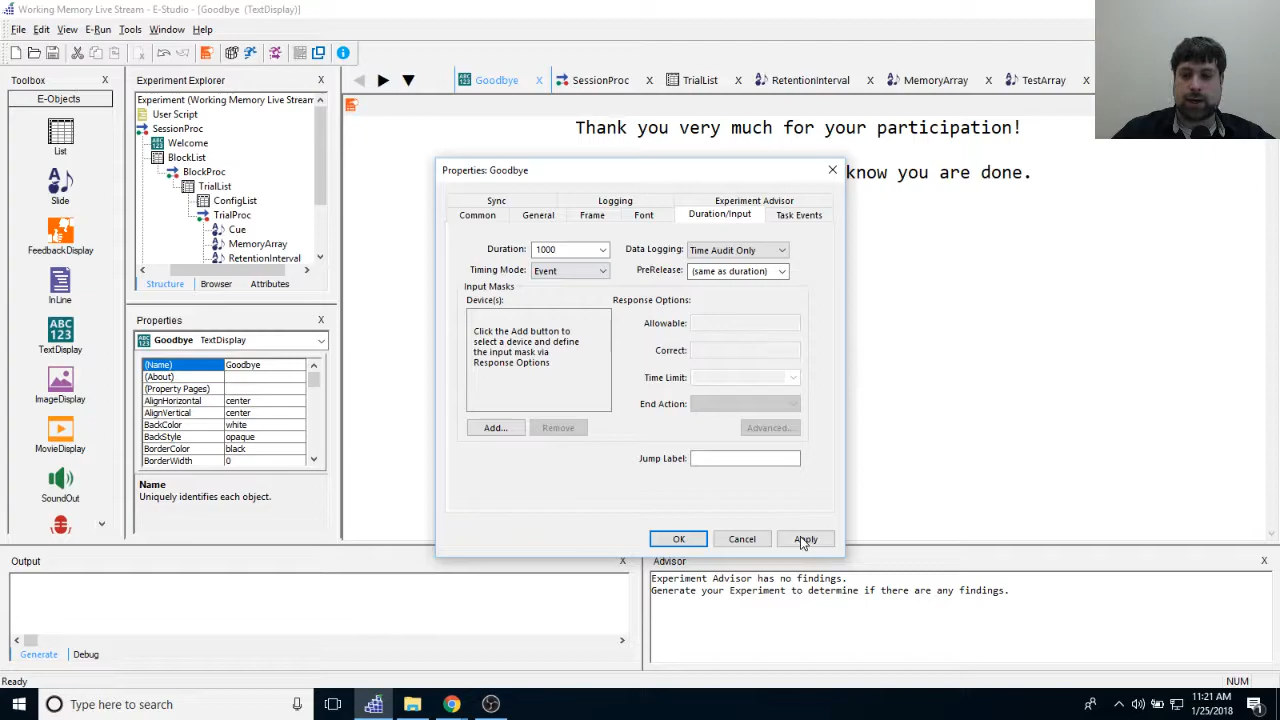 Working Memory Live Stream - E-Studio - [Goodbye (TextDisplay)]
File Edit View E-Run Tools Window Help
Toolbox
E-Objects
List
Slide
FeedbackDisplay
InLine
ABC
123
TextDisplay
ImageDisplay
MovieDisplay
SoundOut
Experiment Explorer
Experiment (Working Memory Live Stream
User Script
SessionProc
Welcome
BlockList
BlockProc
TrialList
ConfigList
TrialProc
Cue
MemoryArray
RetentionInterval
Structure Browser Attributes
Properties
Goodbye TextDisplay
(Name) Goodbye
(About)
(Property Pages)
AlignHorizontal center
AlignVertical center
BackColor white
BackStyle opaque
BorderColor black
BorderWidth 0
Name
Uniquely identifies each object.
Goodbye SessionProc TrialList RetentionInterval MemoryArray TestArray
Thank you very much for your participation!
know you are done.
Properties: Goodbye
Sync Logging Experiment Advisor
Common General Frame Font Duration/Input Task Events
Duration: 1000 Data Logging: Time Audit Only
Timing Mode: Event PreRelease: (same as duration)
Input Masks
Device(s): Response Options:
Click the Add button to
select a device and define
the input mask via
Response Options
Allowable:
Correct:
Time Limit:
End Action:
Add... Remove Advanced...
Jump Label:
OK Cancel Apply
Output
Generate Debug
Advisor
Experiment Advisor has no findings.
Generate your Experiment to determine if there are any findings.
Ready NUM
Type here to search
11:21 AM
1/25/2018
1